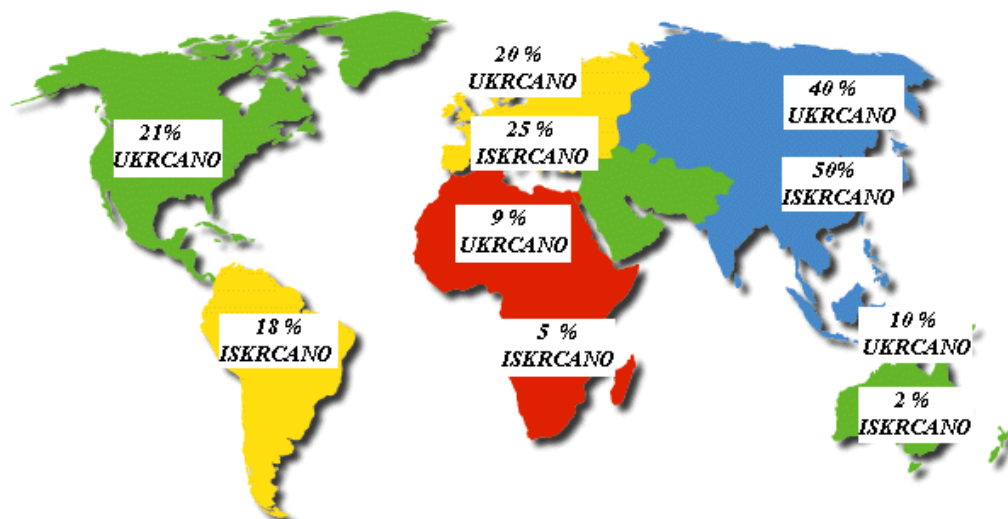 20 %
UKRCANO
21%
UKRCANO
25 %
ISKRCANO
40 %
UKRCANO
50%
ISKRCANO
9 %
UKRCANO
18 %
ISKRCANO
5 %
ISKRCANO
10 %
UKRCANO
2 %
ISKRCANO